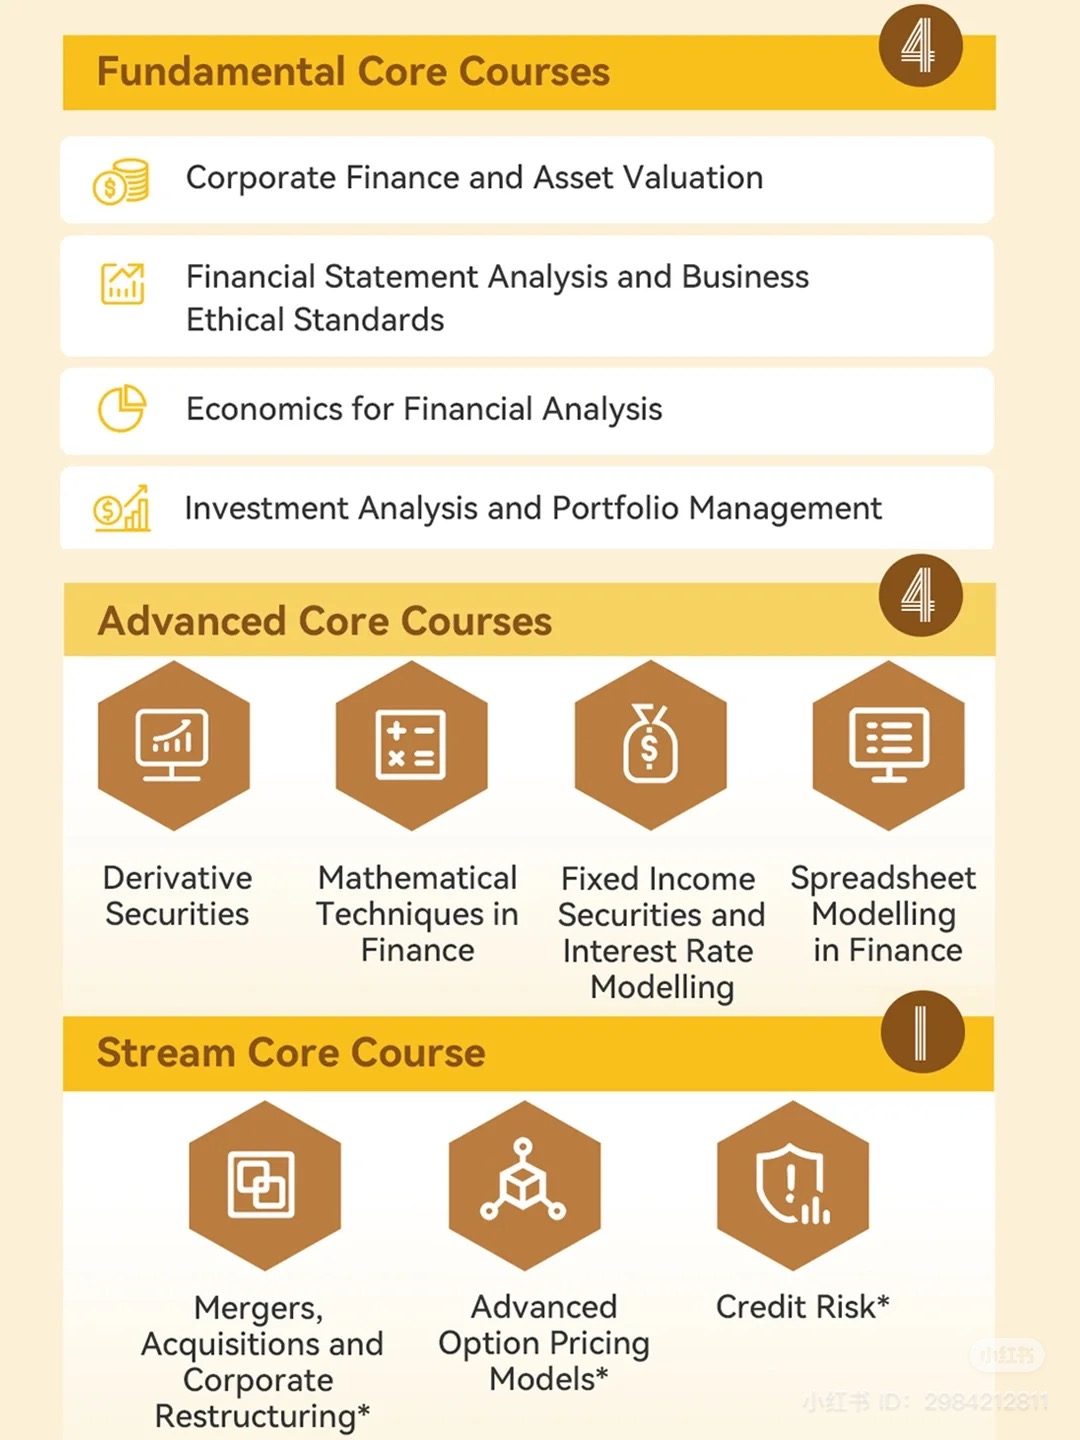 Fundamental Core Courses
4
Corporate Finance and Asset Valuation
Financial Statement Analysis and Business
Ethical Standards
Economics for Financial Analysis
Investment Analysis and Portfolio Management
Advanced Core Courses
4
Derivative
Securities
Mathematical
Techniques in
Finance
Fixed Income
Securities and
Interest Rate
Modelling
Spreadsheet
Modelling
in Finance
Stream Core Course
1
Mergers,
Acquisitions and
Corporate
Restructuring*
Advanced
Option Pricing
Models*
Credit Risk*
小红书
小红书 ID: 2984212811